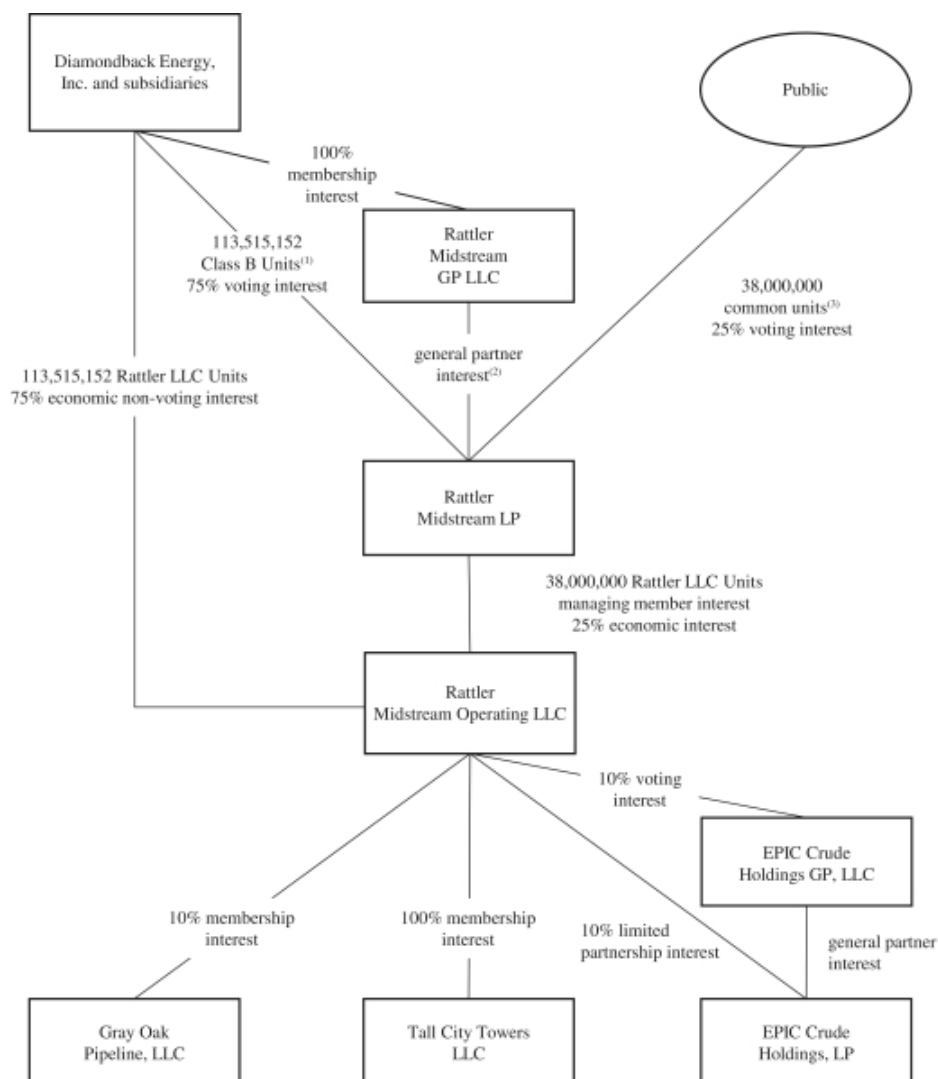 Diamondback Energy,
Inc. and subsidiaries
Public
100%
membership
interest
Rattler
Midstream
GP LLC
113,515,152
Class B Units(1)
75% voting interest
38,000,000
common units(3)
25% voting interest
general partner
interest(2)
113,515,152 Rattler LLC Units
75% economic non-voting interest
Rattler
Midstream LP
38,000,000 Rattler LLC Units
managing member interest
25% economic interest
Rattler
Midstream Operating LLC
10% voting
interest
EPIC Crude
Holdings GP, LLC
10% membership
interest
100% membership
interest
10% limited
partnership interest
general partner
interest
Gray Oak
Pipeline, LLC
Tall City Towers
LLC
EPIC Crude
Holdings, LP